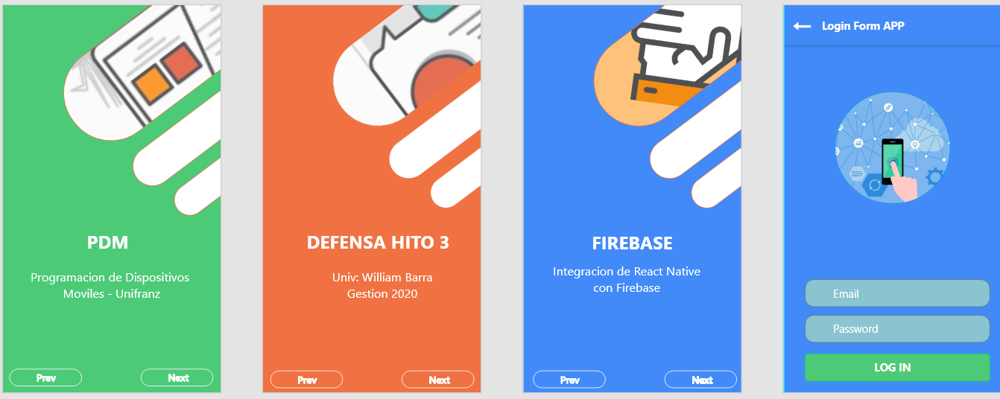 PDM
Programacion de Dispositivos
Moviles - Unifranz
Prev
Next
DEFENSA HITO 3
Univ: William Barra
Gestion 2020
Prev
Next
FIREBASE
Integracion de React Native
con Firebase
Prev
Next
Login Form APP
Email
Password
LOG IN